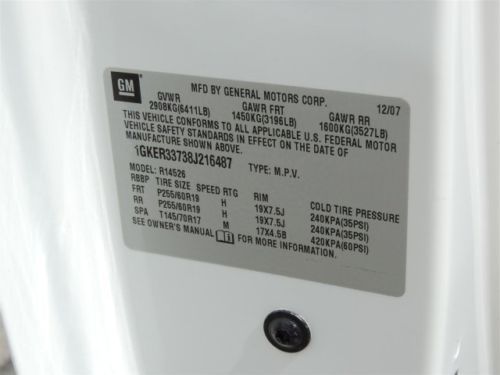 GM
MFD BY GENERAL MOTORS CORP. 12/07
GVWR GAWR FRT GAWR RR
2908KG(6411LB) 1450KG(3196LB) 1600KG(3527LB)
THIS VEHICLE CONFORMS TO ALL APPLICABLE U.S. FEDERAL MOTOR
VEHICLE SAFETY STANDARDS IN EFFECT ON THE DATE OF
MANUFACTURE SHOWN ABOVE.
1GKER33738J216487 TYPE: M.P.V.
MODEL: R14526
RBBP TIRE SIZE SPEED RTG RIM COLD TIRE PRESSURE
FRT P255/60R19 H 19X7.5J 240KPA(35PSI)
RR P255/60R19 H 19X7.5J 240KPA(35PSI)
SPA T145/70R17 M 17X4.5B 420KPA(60PSI)
SEE OWNER'S MANUAL FOR MORE INFORMATION.